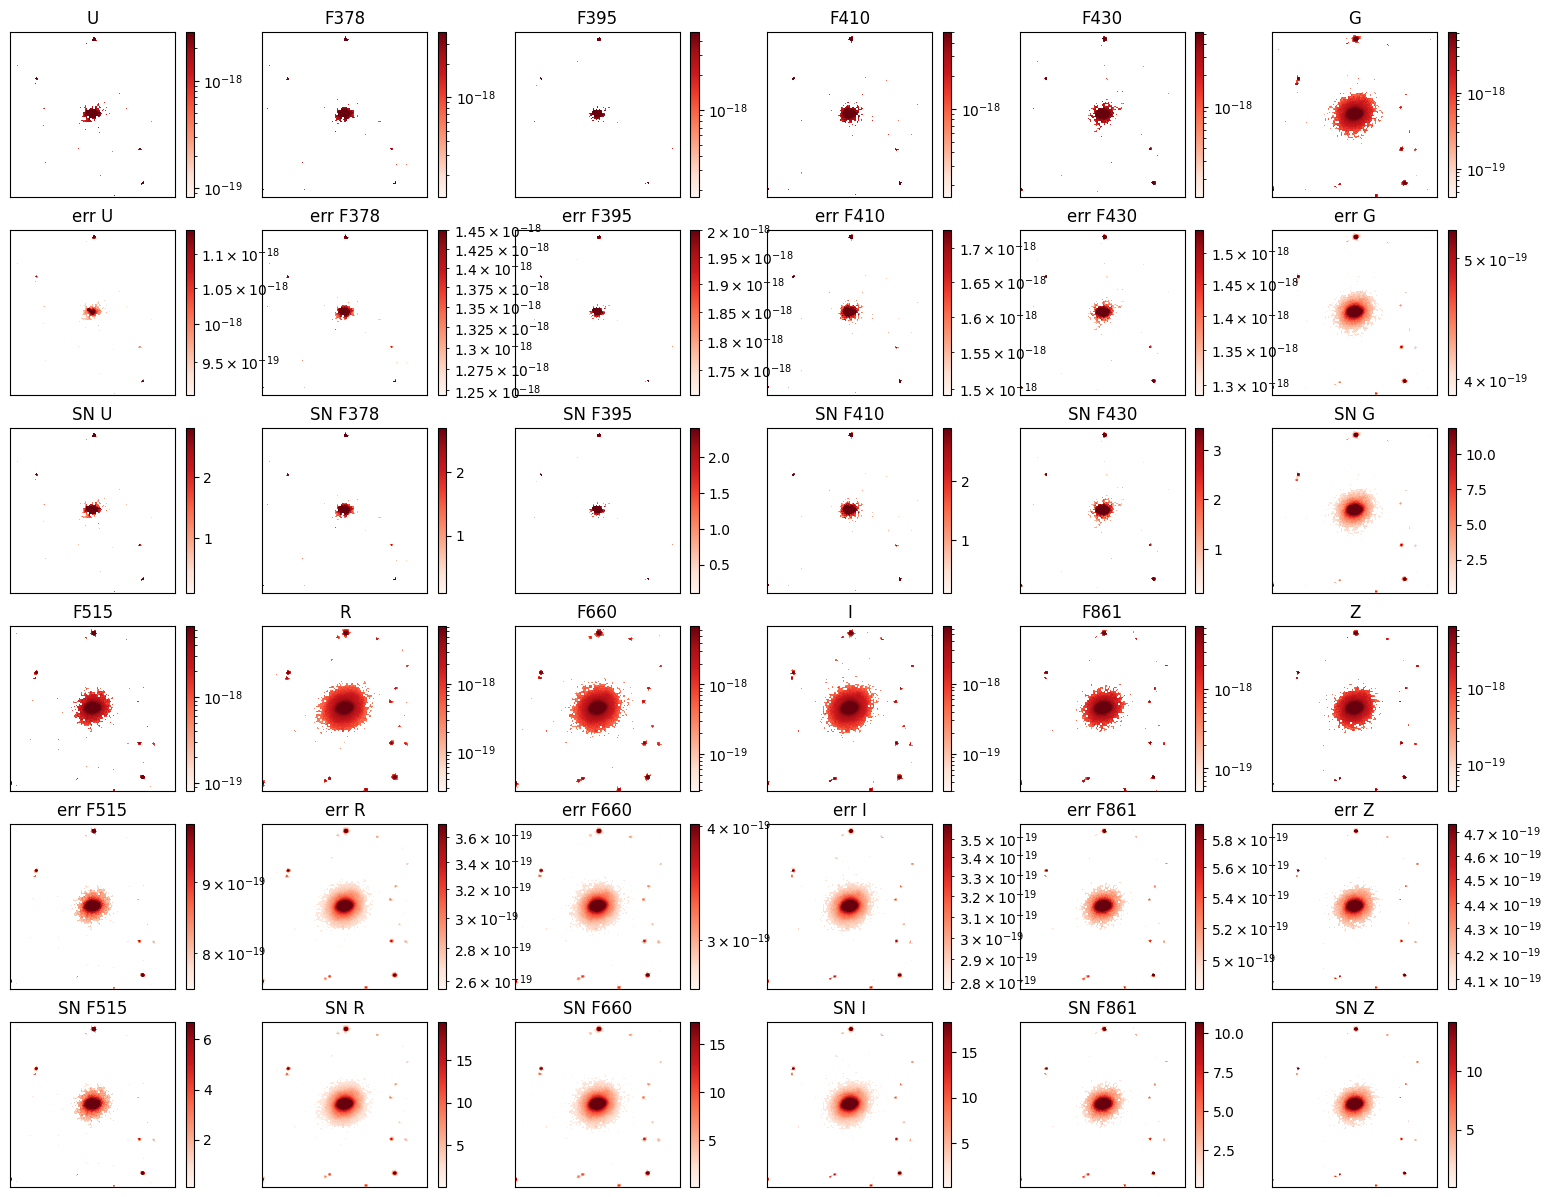 U F378 F395 F410 F430 G
10⁻¹⁸ 10⁻¹⁸ 10⁻¹⁸ 10⁻¹⁸ 10⁻¹⁸ 10⁻¹⁸
10⁻¹⁹ 10⁻¹⁹
err U err F378 err F395 err F410 err F430 err G
1.1 × 10⁻¹⁸
1.05 × 10⁻¹⁸
10⁻¹⁸
9.5 × 10⁻¹⁹
1.45 × 10⁻¹⁸
1.425 × 10⁻¹⁸
1.4 × 10⁻¹⁸
1.375 × 10⁻¹⁸
1.35 × 10⁻¹⁸
1.325 × 10⁻¹⁸
1.3 × 10⁻¹⁸
1.275 × 10⁻¹⁸
1.25 × 10⁻¹⁸
2 × 10⁻¹⁸
1.95 × 10⁻¹⁸
1.9 × 10⁻¹⁸
1.85 × 10⁻¹⁸
1.8 × 10⁻¹⁸
1.75 × 10⁻¹⁸
1.7 × 10⁻¹⁸
1.65 × 10⁻¹⁸
1.6 × 10⁻¹⁸
1.55 × 10⁻¹⁸
1.5 × 10⁻¹⁸
1.5 × 10⁻¹⁸
1.45 × 10⁻¹⁸
1.4 × 10⁻¹⁸
1.35 × 10⁻¹⁸
1.3 × 10⁻¹⁸
5 × 10⁻¹⁹
4 × 10⁻¹⁹
SN U SN F378 SN F395 SN F410 SN F430 SN G
2
1
2
1
2.0
1.5
1.0
0.5
2
1
3
2
1
10.0
7.5
5.0
2.5
F515 R F660 I F861 Z
10⁻¹⁸ 10⁻¹⁸ 10⁻¹⁸ 10⁻¹⁸ 10⁻¹⁸ 10⁻¹⁸
10⁻¹⁹ 10⁻¹⁹ 10⁻¹⁹ 10⁻¹⁹ 10⁻¹⁹ 10⁻¹⁹
err F515 err R err F660 err I err F861 err Z
9 × 10⁻¹⁹
8 × 10⁻¹⁹
3.6 × 10⁻¹⁹
3.4 × 10⁻¹⁹
3.2 × 10⁻¹⁹
3 × 10⁻¹⁹
2.8 × 10⁻¹⁹
2.6 × 10⁻¹⁹
4 × 10⁻¹⁹
3 × 10⁻¹⁹
3.5 × 10⁻¹⁹
3.4 × 10⁻¹⁹
3.3 × 10⁻¹⁹
3.2 × 10⁻¹⁹
3.1 × 10⁻¹⁹
3 × 10⁻¹⁹
2.9 × 10⁻¹⁹
2.8 × 10⁻¹⁹
5.8 × 10⁻¹⁹
5.6 × 10⁻¹⁹
5.4 × 10⁻¹⁹
5.2 × 10⁻¹⁹
5 × 10⁻¹⁹
4.7 × 10⁻¹⁹
4.6 × 10⁻¹⁹
4.5 × 10⁻¹⁹
4.4 × 10⁻¹⁹
4.3 × 10⁻¹⁹
4.2 × 10⁻¹⁹
4.1 × 10⁻¹⁹
SN F515 SN R SN F660 SN I SN F861 SN Z
6
4
2
15
10
5
15
10
5
15
10
5
10.0
7.5
5.0
2.5
10
5